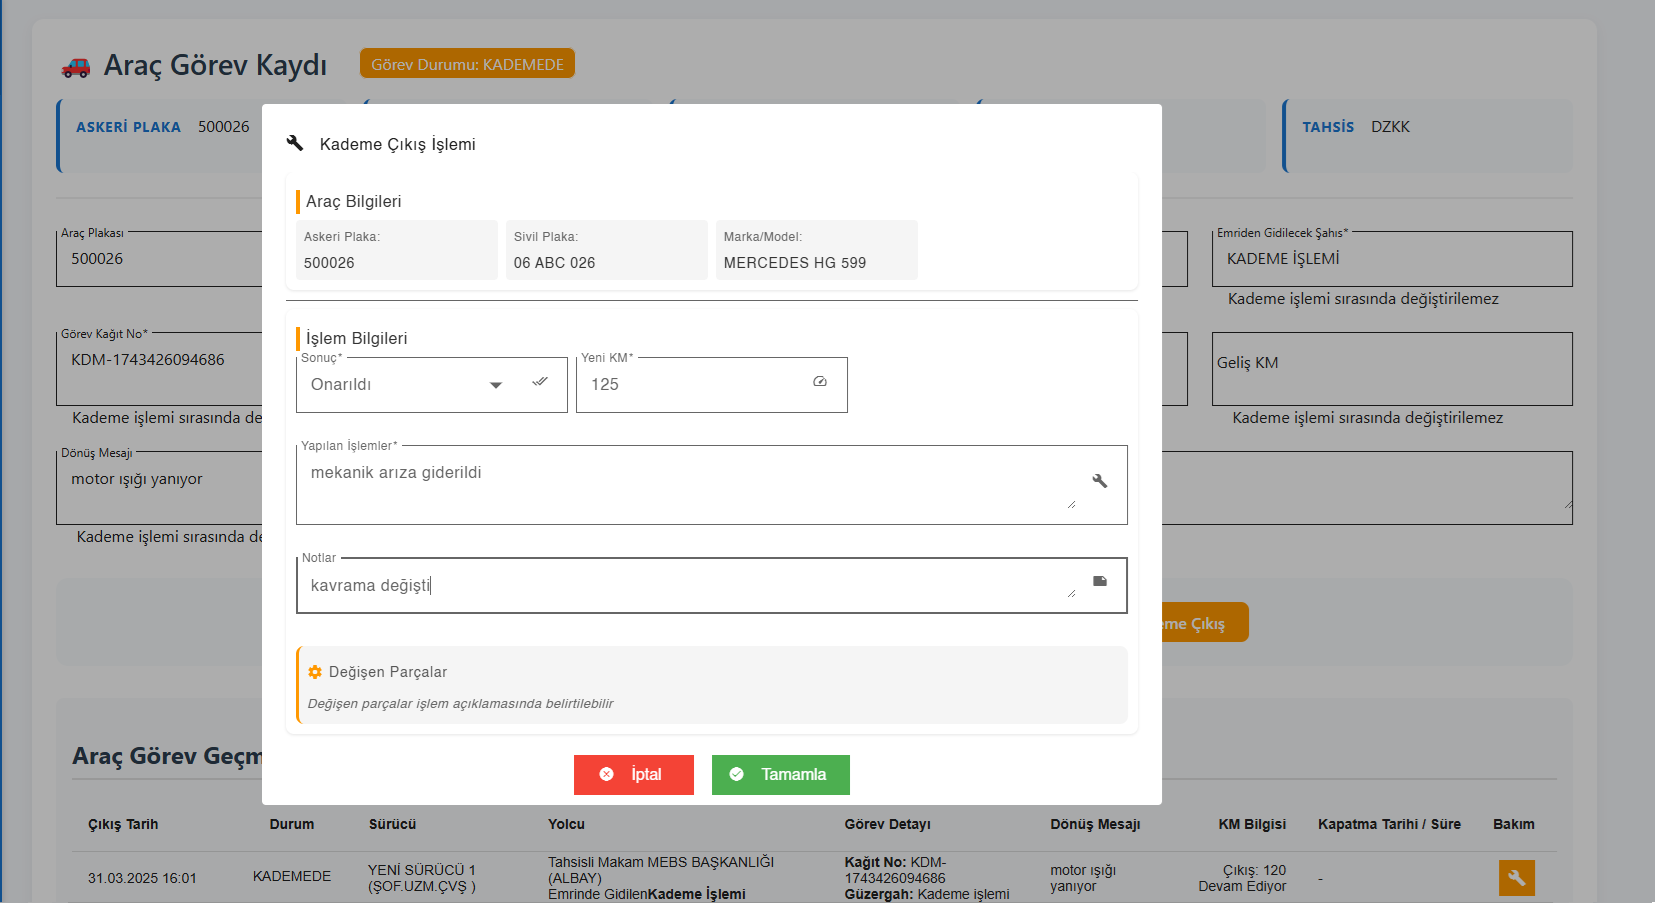 Araç Görev Kaydı
Görev Durumu: KADEMEDE
ASKERİ PLAKA 500026
TAHSİS DZKK
Araç Plakası
500026
Emriden Gidilecek Şahıs*
KADEME İŞLEMİ
Kademe işlemi sırasında değiştirilemez
Görev Kağıt No*
KDM-1743426094686
Kademe işlemi sırasında de
Geliş KM
Kademe işlemi sırasında değiştirilemez
Dönüş Mesajı
motor ışığı yanıyor
Kademe işlemi sırasında de
Kademe Çıkış İşlemi
Araç Bilgileri
Askeri Plaka:
500026
Sivil Plaka:
06 ABC 026
Marka/Model:
MERCEDES HG 599
İşlem Bilgileri
Sonuç*
Onarıldı
Yeni KM*
125
Yapılan İşlemler*
mekanik arıza giderildi
Notlar
kavrama değişti
Değişen Parçalar
Değişen parçalar işlem açıklamasında belirtilebilir
İptal
Tamamla
eme Çıkış
Araç Görev Geçm
Çıkış Tarih Durum Sürücü Yolcu Görev Detayı Dönüş Mesajı KM Bilgisi Kapatma Tarihi / Süre Bakım
31.03.2025 16:01
KADEMEDE
YENİ SÜRÜCÜ 1
(ŞOF.UZM.ÇVŞ )
Tahsisli Makam MEBS BAŞKANLIĞI
(ALBAY)
Emrinde GidilenKademe İşlemi
Kağıt No: KDM-
1743426094686
Güzergah: Kademe işlemi
motor ışığı
yanıyor
Çıkış: 120
Devam Ediyor
-